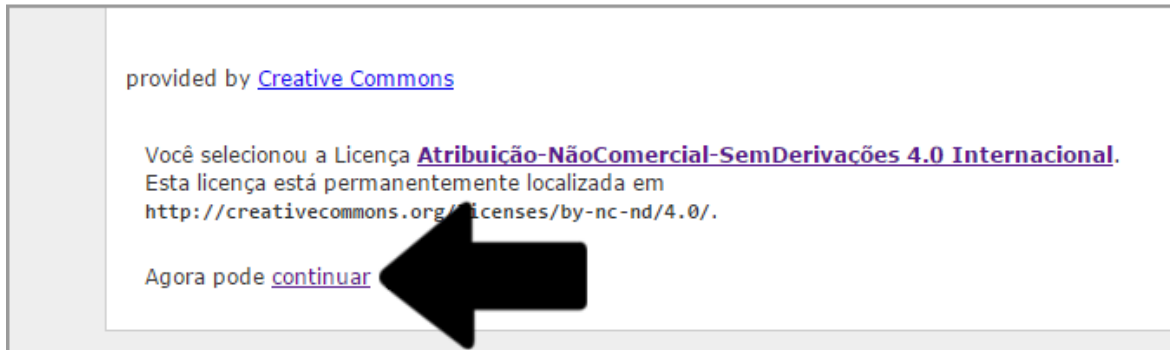 provided by Creative Commons
Você selecionou a Licença Atribuição-NãoComercial-SemDerivações 4.0 Internacional.
Esta licença está permanentemente localizada em
http://creativecommons.org/licenses/by-nc-nd/4.0/.
Agora pode continuar